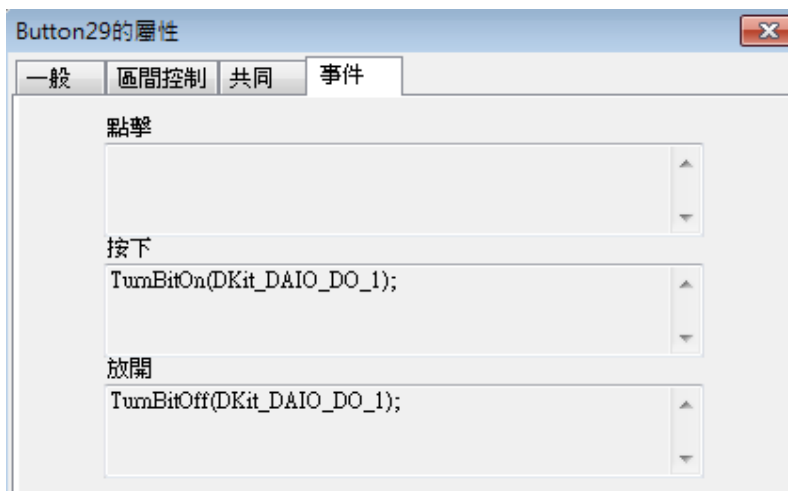 Button29的屬性
一般 區間控制 共同 事件
點擊
按下
TurnBitOn(DKit_DAIO_DO_1);
放開
TurnBitOff(DKit_DAIO_DO_1);